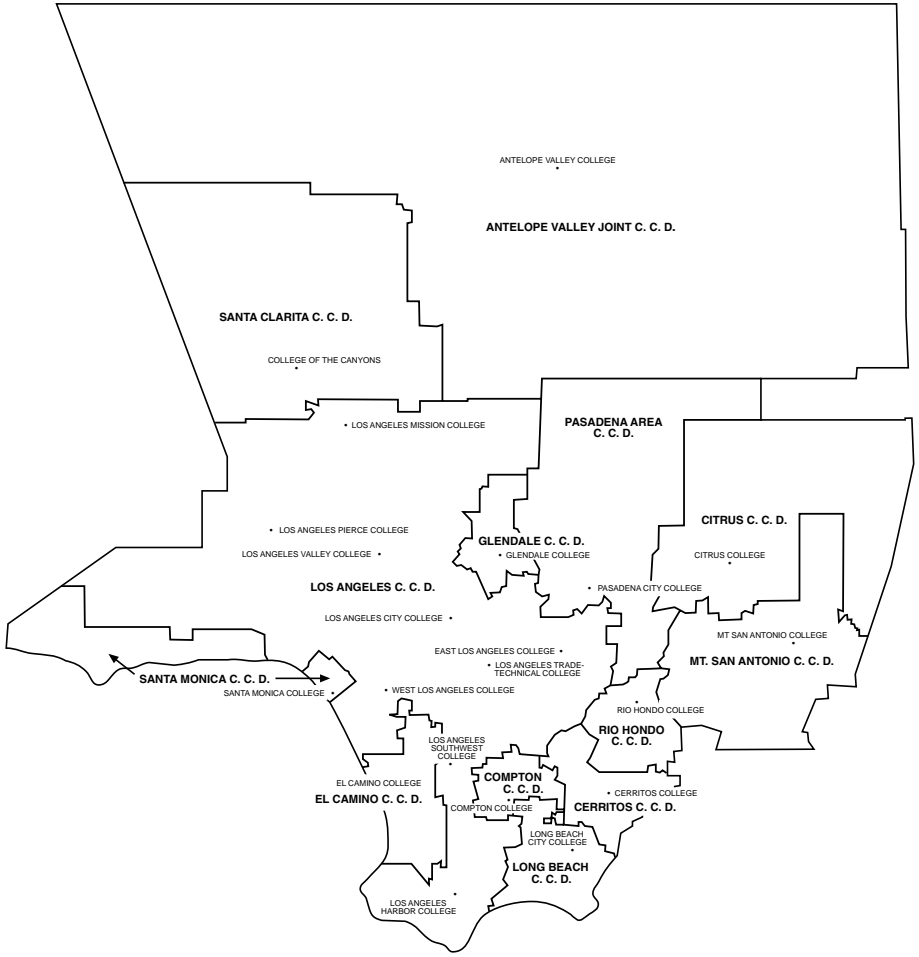 ANTELOPE VALLEY COLLEGE
ANTELOPE VALLEY JOINT C. C. D.
SANTA CLARITA C. C. D.
COLLEGE OF THE CANYONS
PASADENA AREA
C. C. D.
LOS ANGELES MISSION COLLEGE
CITRUS C. C. D.
LOS ANGELES PIERCE COLLEGE
GLENDALE C. C. D.
LOS ANGELES VALLEY COLLEGE
GLENDALE COLLEGE
CITRUS COLLEGE
LOS ANGELES C. C. D.
PASADENA CITY COLLEGE
LOS ANGELES CITY COLLEGE
MT SAN ANTONIO COLLEGE
EAST LOS ANGELES COLLEGE
MT. SAN ANTONIO C. C. D.
LOS ANGELES TRADE-
TECHNICAL COLLEGE
SANTA MONICA C. C. D.
SANTA MONICA COLLEGE
WEST LOS ANGELES COLLEGE
RIO HONDO COLLEGE
RIO HONDO
C. C. D.
LOS ANGELES
SOUTHWEST
COLLEGE
EL CAMINO COLLEGE
EL CAMINO C. C. D.
COMPTON
C. C. D.
COMPTON COLLEGE
CERRITOS COLLEGE
CERRITOS C. C. D.
LONG BEACH
CITY COLLEGE
LONG BEACH
C. C. D.
LOS ANGELES
HARBOR COLLEGE